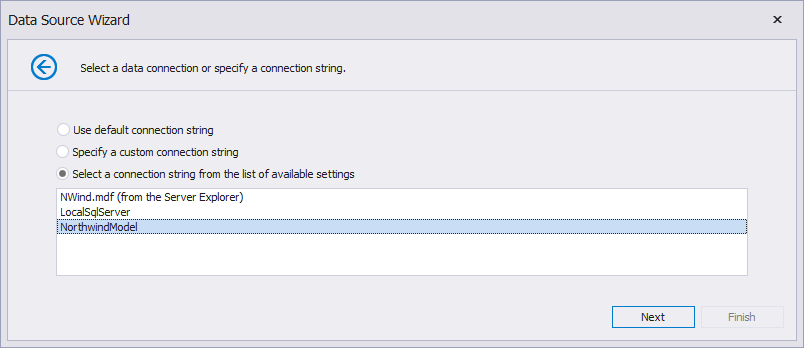 Data Source Wizard
Select a data connection or specify a connection string.
Use default connection string
Specify a custom connection string
Select a connection string from the list of available settings
NWind.mdf (from the Server Explorer)
LocalSqlServer
NorthwindModel
Next
Finish